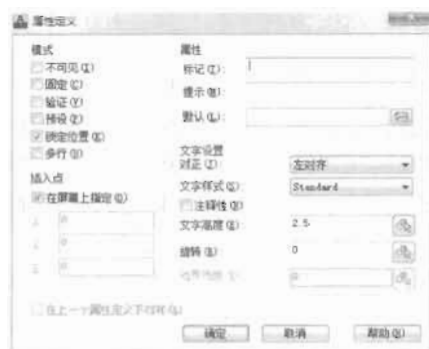 属性定义
模式
不可见(I)
固定(C)
验证(V)
预设(P)
锁定位置(K)
多行(U)
插入点
在屏幕上指定(O)
0
0
0
属性
标记(T):
提示(M):
默认(L):
文字设置
对正(J):
左对齐
文字样式(S):
Standard
注释性(N)
文字高度(E):
2.5
旋转(R):
0
0
在上一个属性定义下对齐(A)
确定
取消
帮助(H)